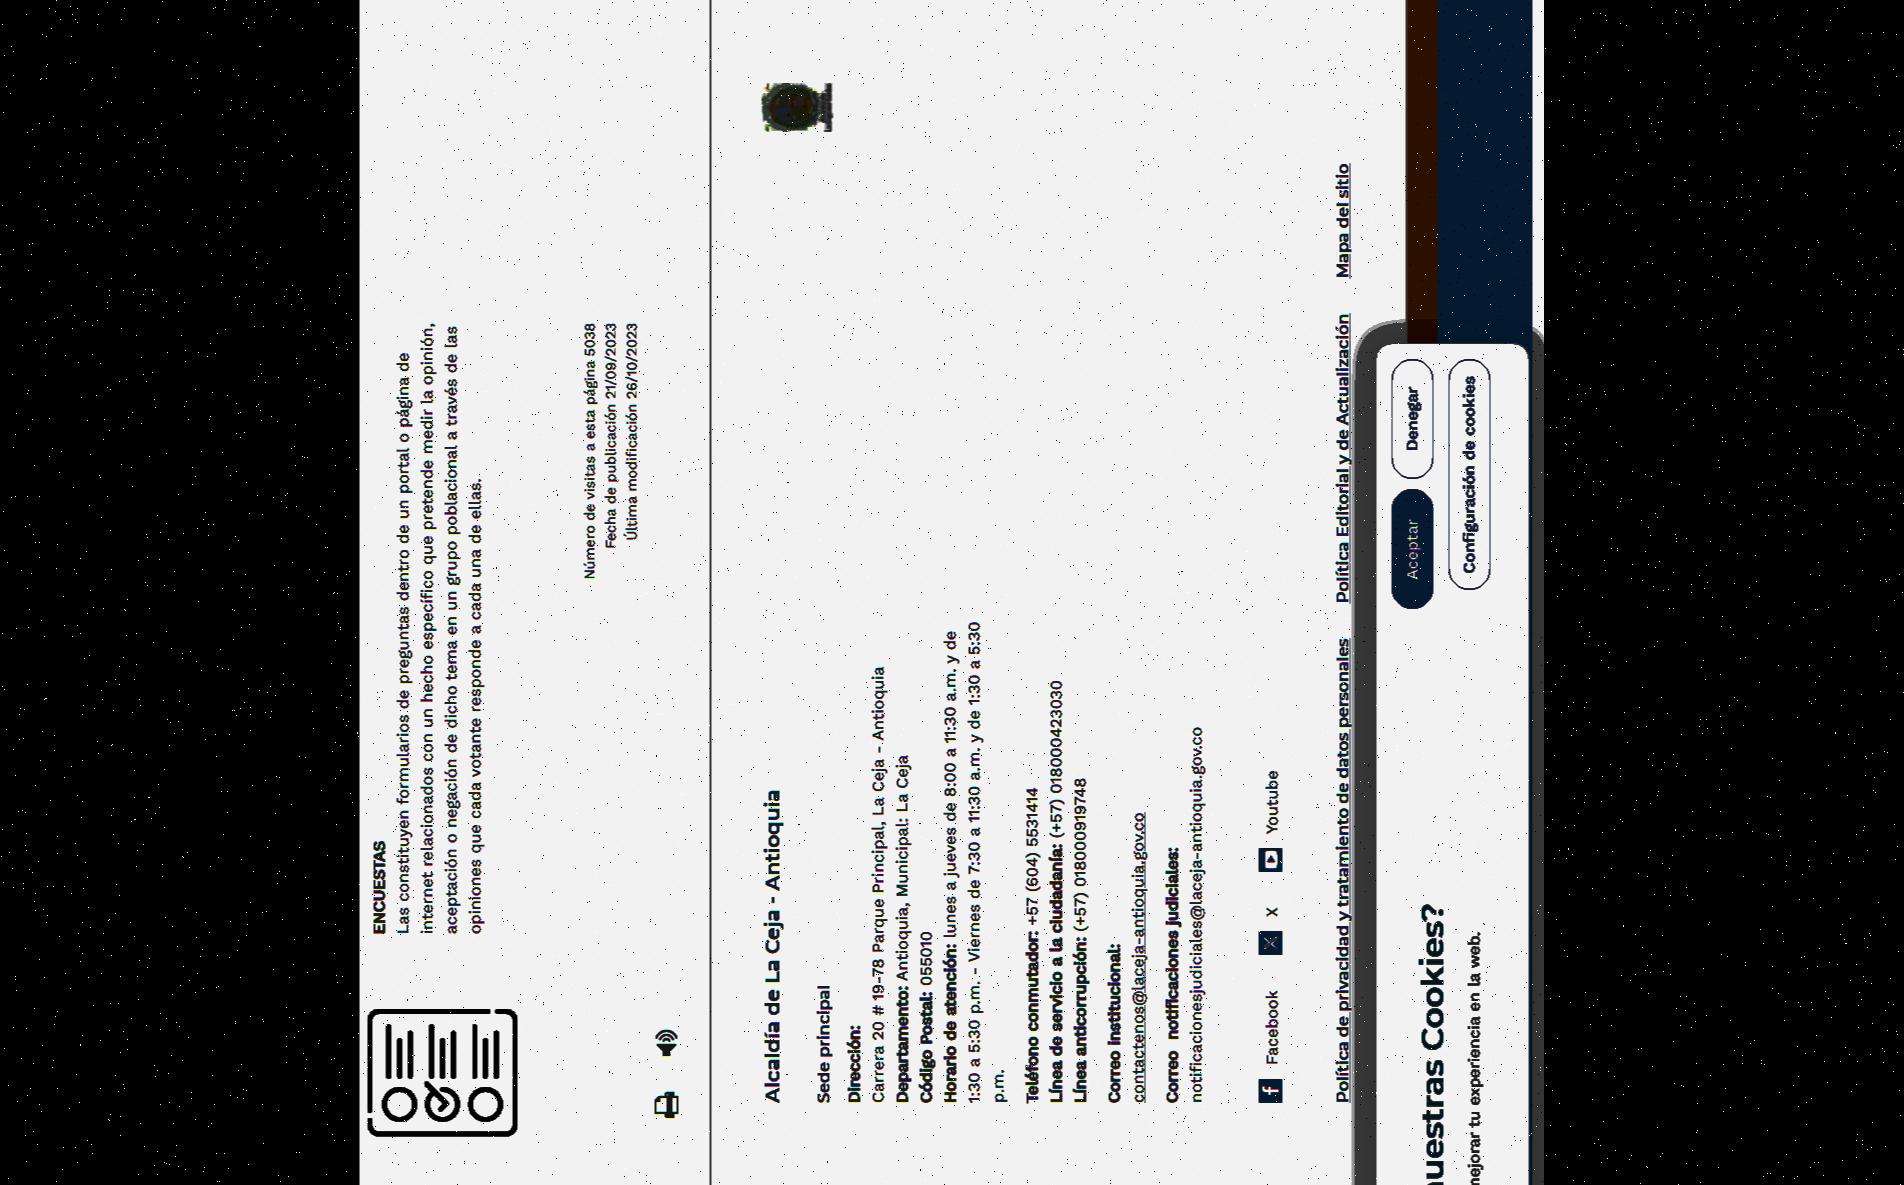 ENCUESTAS
Las constituyen formularios de preguntas dentro de un portal o página de
internet relacionados con un hecho específico que pretende medir la opinión,
aceptación o negación de dicho tema en un grupo poblacional a través de las
opiniones que cada votante responde a cada una de ellas.
Número de visitas a esta página 5038
Fecha de publicación 21/09/2023
Última modificación 26/10/2023
Alcaldía de La Ceja - Antioquia
Sede principal
Dirección:
Carrera 20 # 19-78 Parque Principal, La Ceja - Antioquia
Departamento: Antioquia, Municipal: La Ceja
Código Postal: 055010
Horario de atención: lunes a jueves de 8:00 a 11:30 a.m. y de
1:30 a 5:30 p.m. - Viernes de 7:30 a 11:30 a.m. y de 1:30 a 5:30
p.m.
Teléfono conmutador: +57 (604) 5531414
Línea de servicio a la ciudadanía: (+57) 018000423030
Línea anticorrupción: (+57) 018000919748
Correo institucional:
contactenos@laceja-antioquia.gov.co
Correo notificaciones judiciales:
notificacionesjudiciales@laceja-antioquia.gov.co
Facebook X Youtube
Política de privacidad y tratamiento de datos personales Política Editorial y de Actualización Mapa del sitio
nuestras Cookies?
mejorar tu experiencia en la web.
Aceptar Denegar
Configuración de cookies